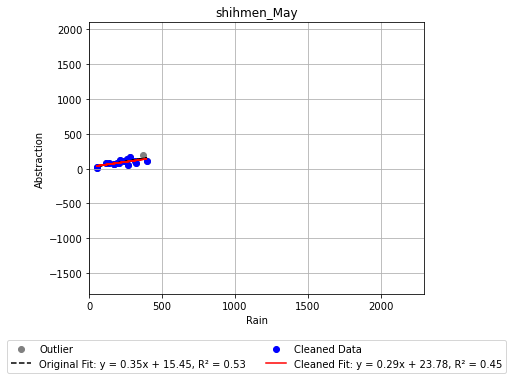 shihmen_May
2000
1500
1000
500
0
−500
−1000
−1500
Abstraction
0 500 1000 1500 2000
Rain
Outlier Cleaned Data
Original Fit: y = 0.35x + 15.45, R² = 0.53 Cleaned Fit: y = 0.29x + 23.78, R² = 0.45